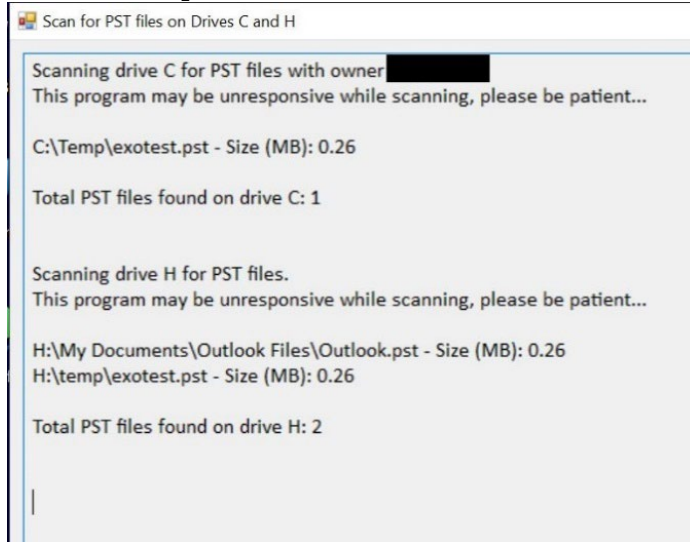 Scan for PST files on Drives C and H
Scanning drive C for PST files with owner
This program may be unresponsive while scanning, please be patient...
C:\Temp\exotest.pst - Size (MB): 0.26
Total PST files found on drive C: 1
Scanning drive H for PST files.
This program may be unresponsive while scanning, please be patient...
H:\My Documents\Outlook Files\Outlook.pst - Size (MB): 0.26
H:\temp\exotest.pst - Size (MB): 0.26
Total PST files found on drive H: 2